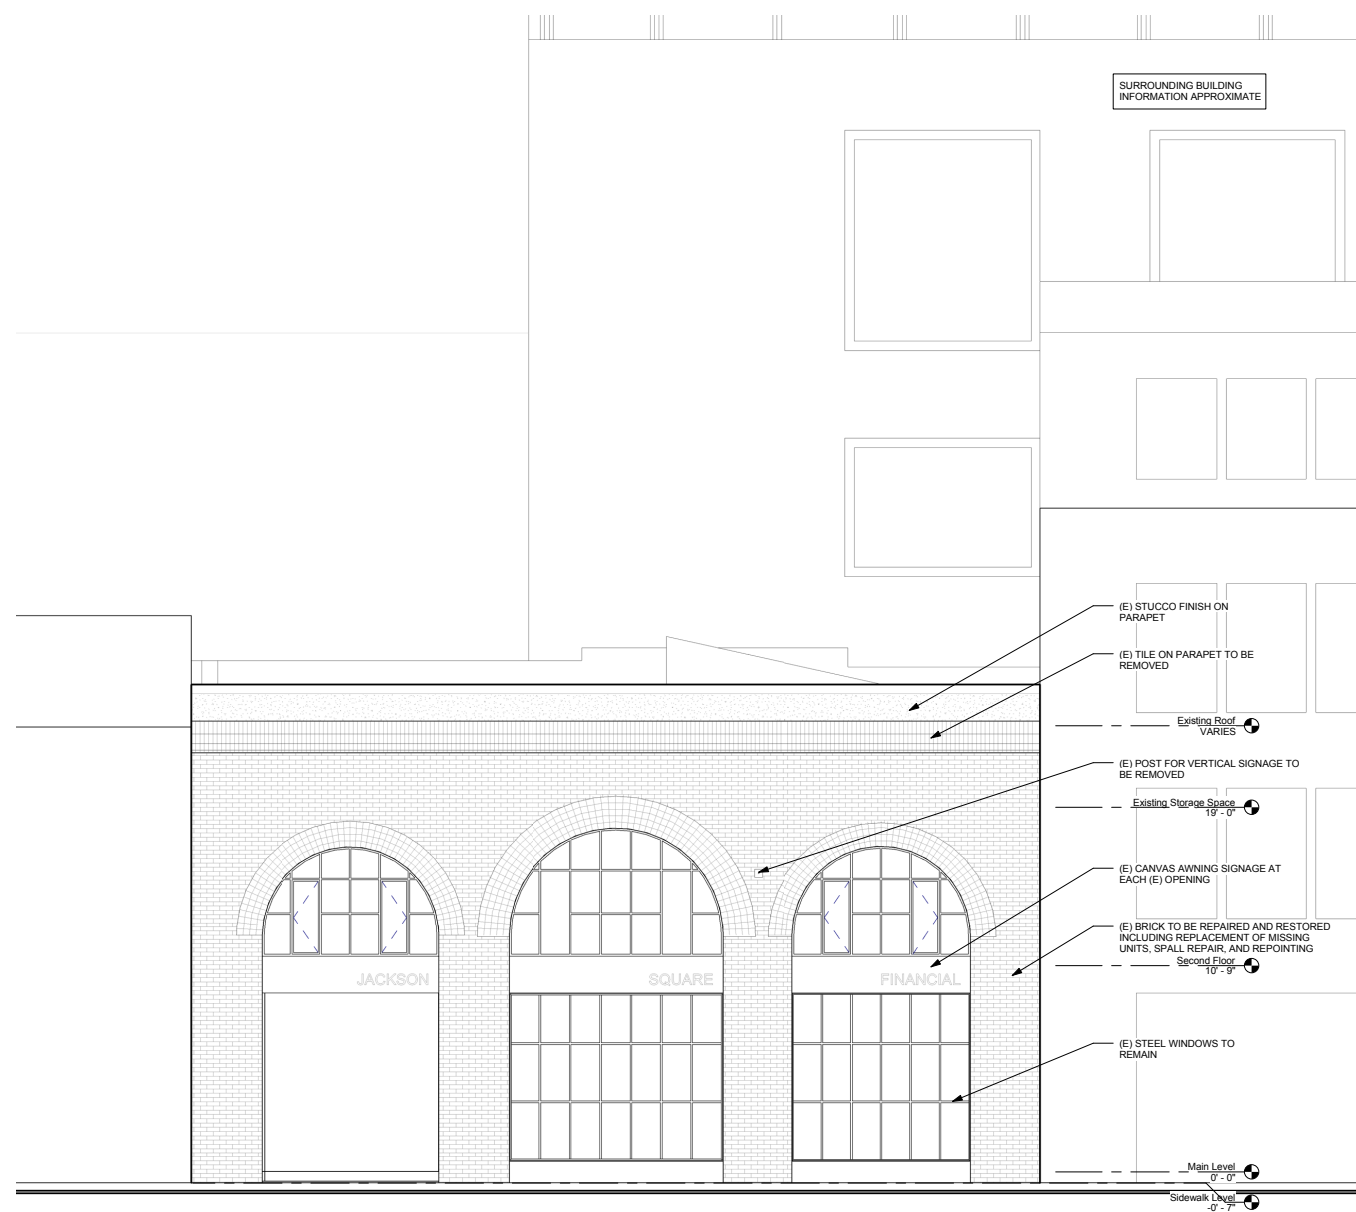 SURROUNDING BUILDING
INFORMATION APPROXIMATE
(E) STUCCO FINISH ON
PARAPET
(E) TILE ON PARAPET TO BE
REMOVED
Existing Roof
VARIES
(E) POST FOR VERTICAL SIGNAGE TO
BE REMOVED
Existing Storage Space
19' - 0"
(E) CANVAS AWNING SIGNAGE AT
EACH (E) OPENING
(E) BRICK TO BE REPAIRED AND RESTORED
INCLUDING REPLACEMENT OF MISSING
UNITS, SPALL REPAIR, AND REPOINTING
Second Floor
10' - 9"
JACKSON
SQUARE
FINANCIAL
(E) STEEL WINDOWS TO
REMAIN
Main Level
0' - 0"
Sidewalk Level
-0' - 7"